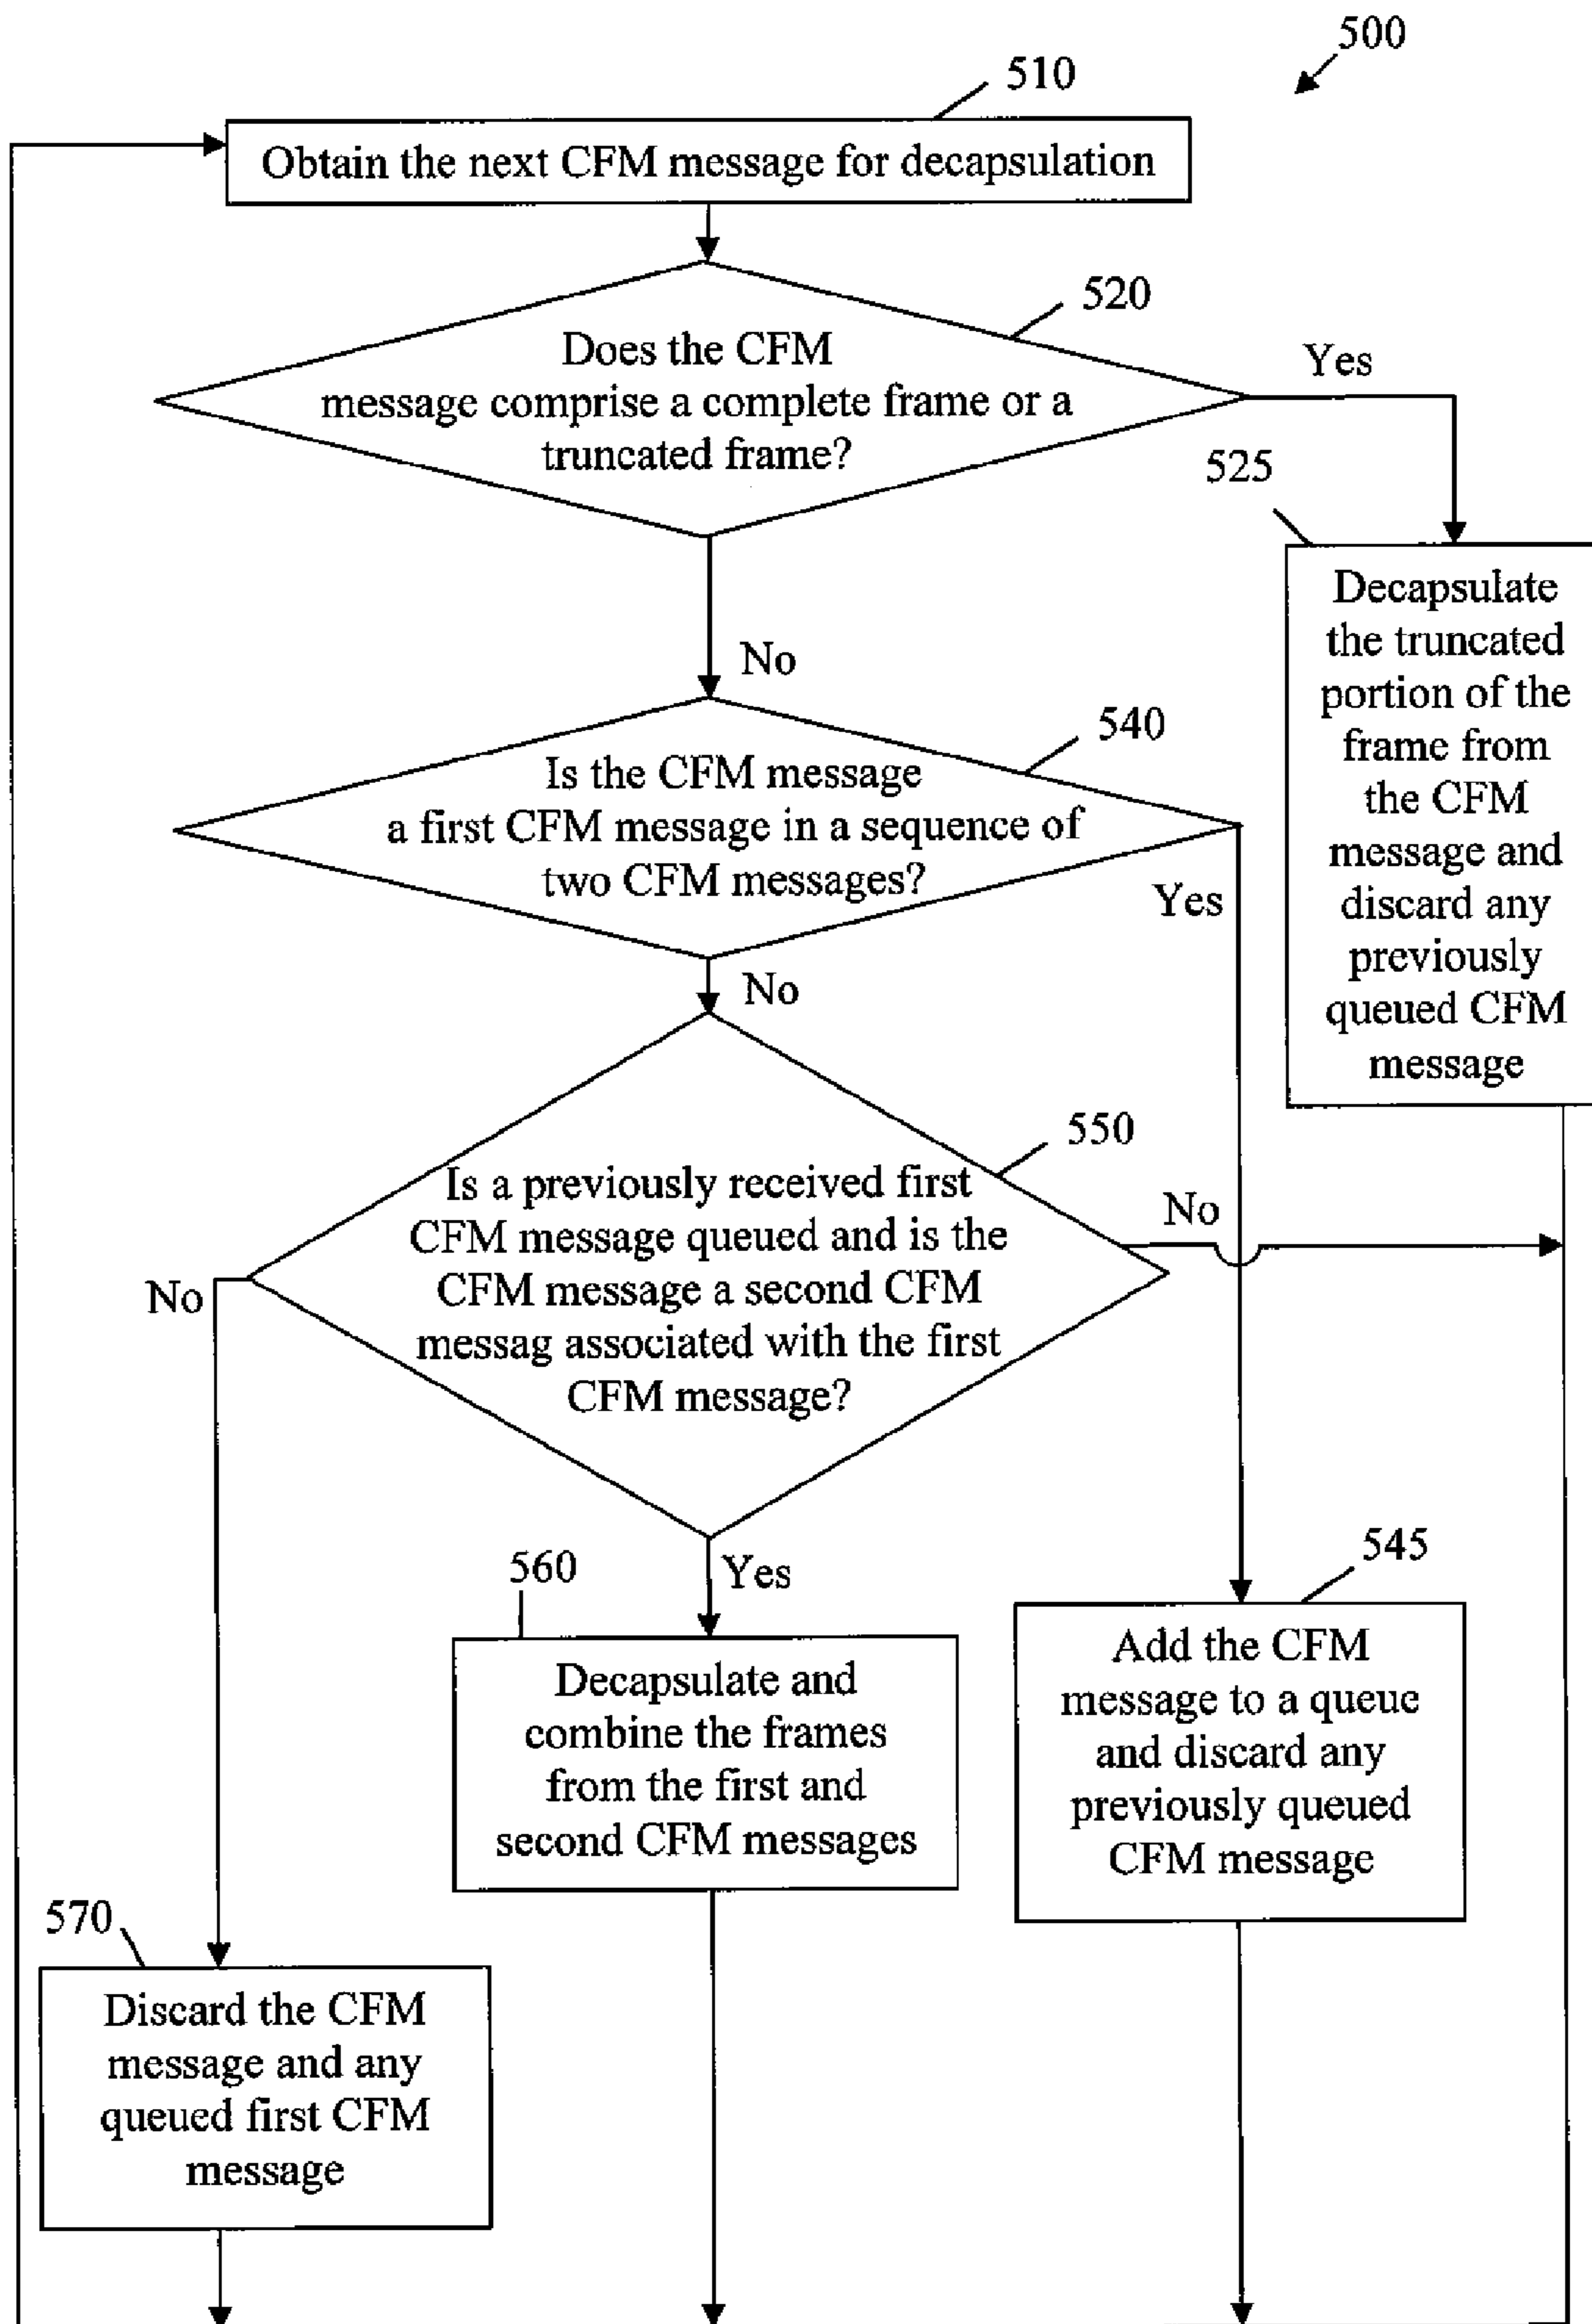 500
510
Obtain the next CFM message for decapsulation
520
Does the CFM
message comprise a complete frame or a
truncated frame?
Yes
525
Decapsulate
the truncated
portion of the
frame from
the CFM
message and
discard any
previously
queued CFM
message
No
540
Is the CFM message
a first CFM message in a sequence of
two CFM messages?
Yes
No
550
Is a previously received first
CFM message queued and is the
CFM message a second CFM
messag associated with the first
CFM message?
No
No
Yes
560
Decapsulate and
combine the frames
from the first and
second CFM messages
545
Add the CFM
message to a queue
and discard any
previously queued
CFM message
570
Discard the CFM
message and any
queued first CFM
message